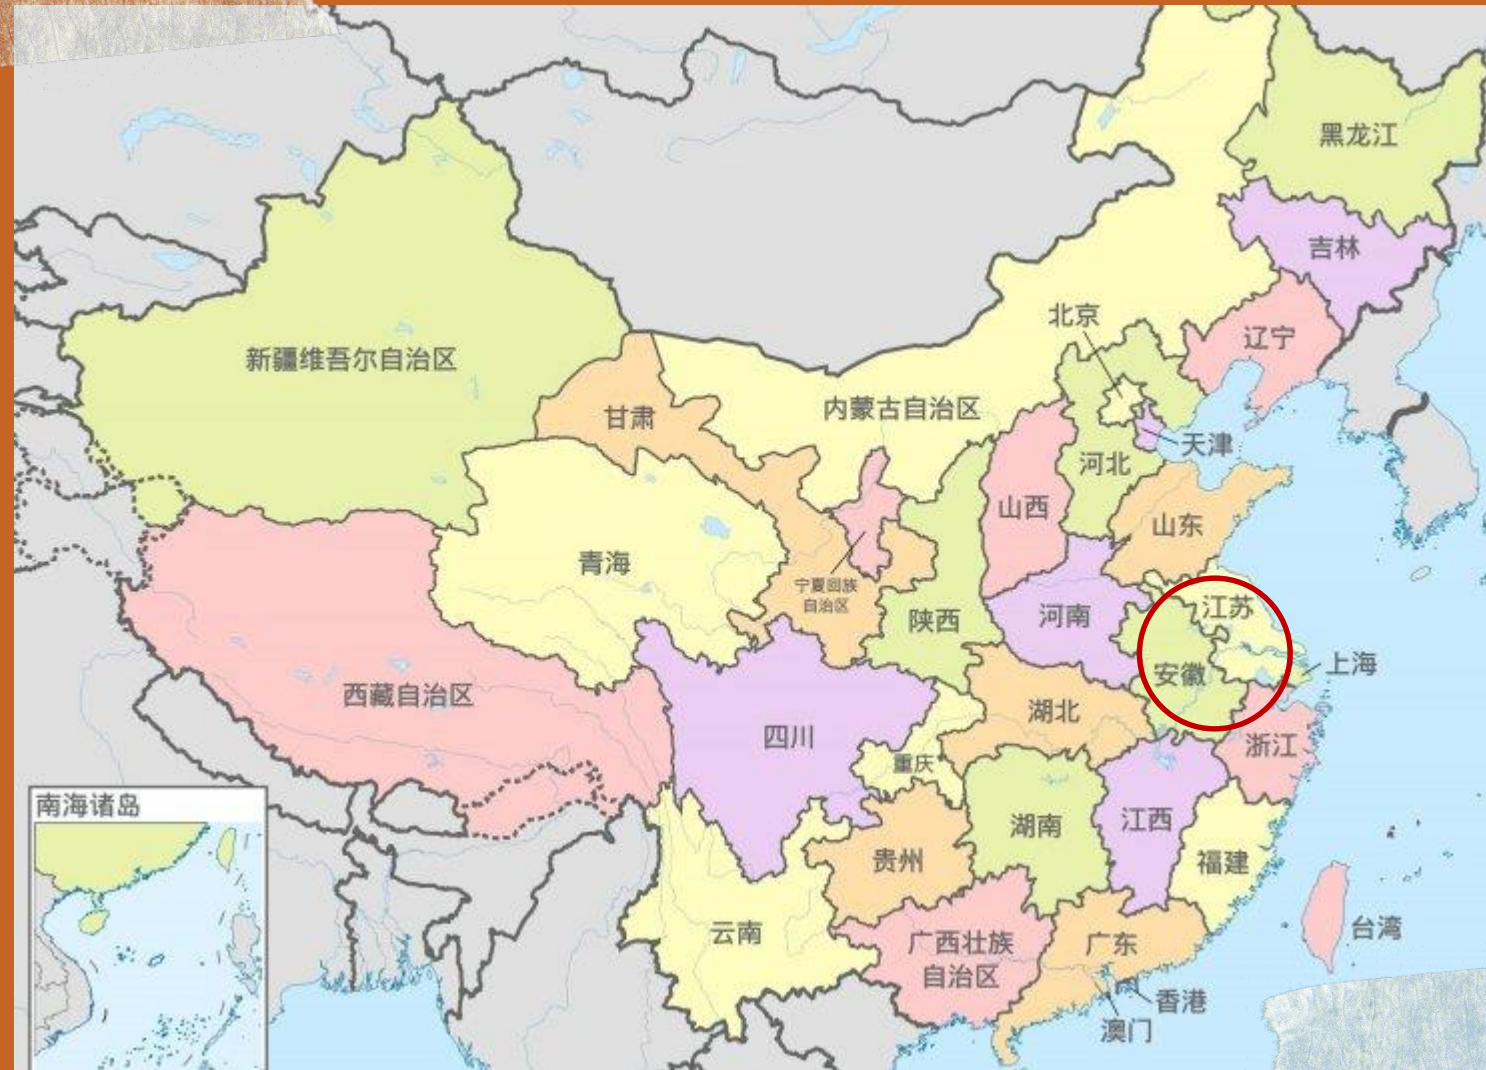 黑龙江
吉林
北京
辽宁
新疆维吾尔自治区
内蒙古自治区
甘肃
天津
河北
山西
山东
青海
宁夏回族
自治区
江苏
河南
陕西
上海
安徽
西藏自治区
湖北
四川
浙江
重庆
南海诸岛
江西
湖南
贵州
福建
台湾
云南
广西壮族
自治区
广东
香港
澳门